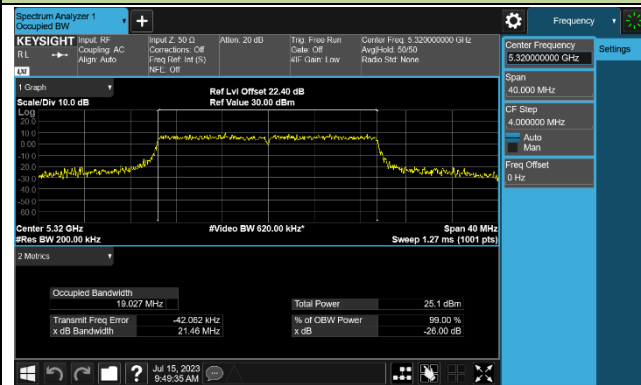 Spectrum Analyzer 1
Occupied BW
+
Frequency
KEYSIGHT
RL
LXI
Input: RF
Coupling: AC
Align: Auto
Input Z: 50 Ω
Corrections: Off
Freq Ref: Int (S)
NFE: Off
Atten: 20 dB
Trig: Free Run
Gate: Off
#IF Gain: Low
Center Freq: 5.320000000 GHz
Avg|Hold: 50/50
Radio Std: None
Center Frequency
5.320000000 GHz
Settings
Span
40.000 MHz
CF Step
4.000000 MHz
Auto
Man
Freq Offset
0 Hz
1 Graph
Scale/Div 10.0 dB
Ref Lvl Offset 22.40 dB
Ref Value 30.00 dBm
Log
20.0
10.0
0.00
-10.0
-20.0
-30.0
-40.0
-50.0
-60.0
Center 5.32 GHz
#Res BW 200.00 kHz
#Video BW 620.00 kHz*
Span 40 MHz
Sweep 1.27 ms (1001 pts)
2 Metrics
Occupied Bandwidth
19.027 MHz
Total Power 25.1 dBm
Transmit Freq Error -42.062 kHz
% of OBW Power 99.00 %
x dB Bandwidth 21.46 MHz
x dB -26.00 dB
?
Jul 15, 2023
9:49:35 AM